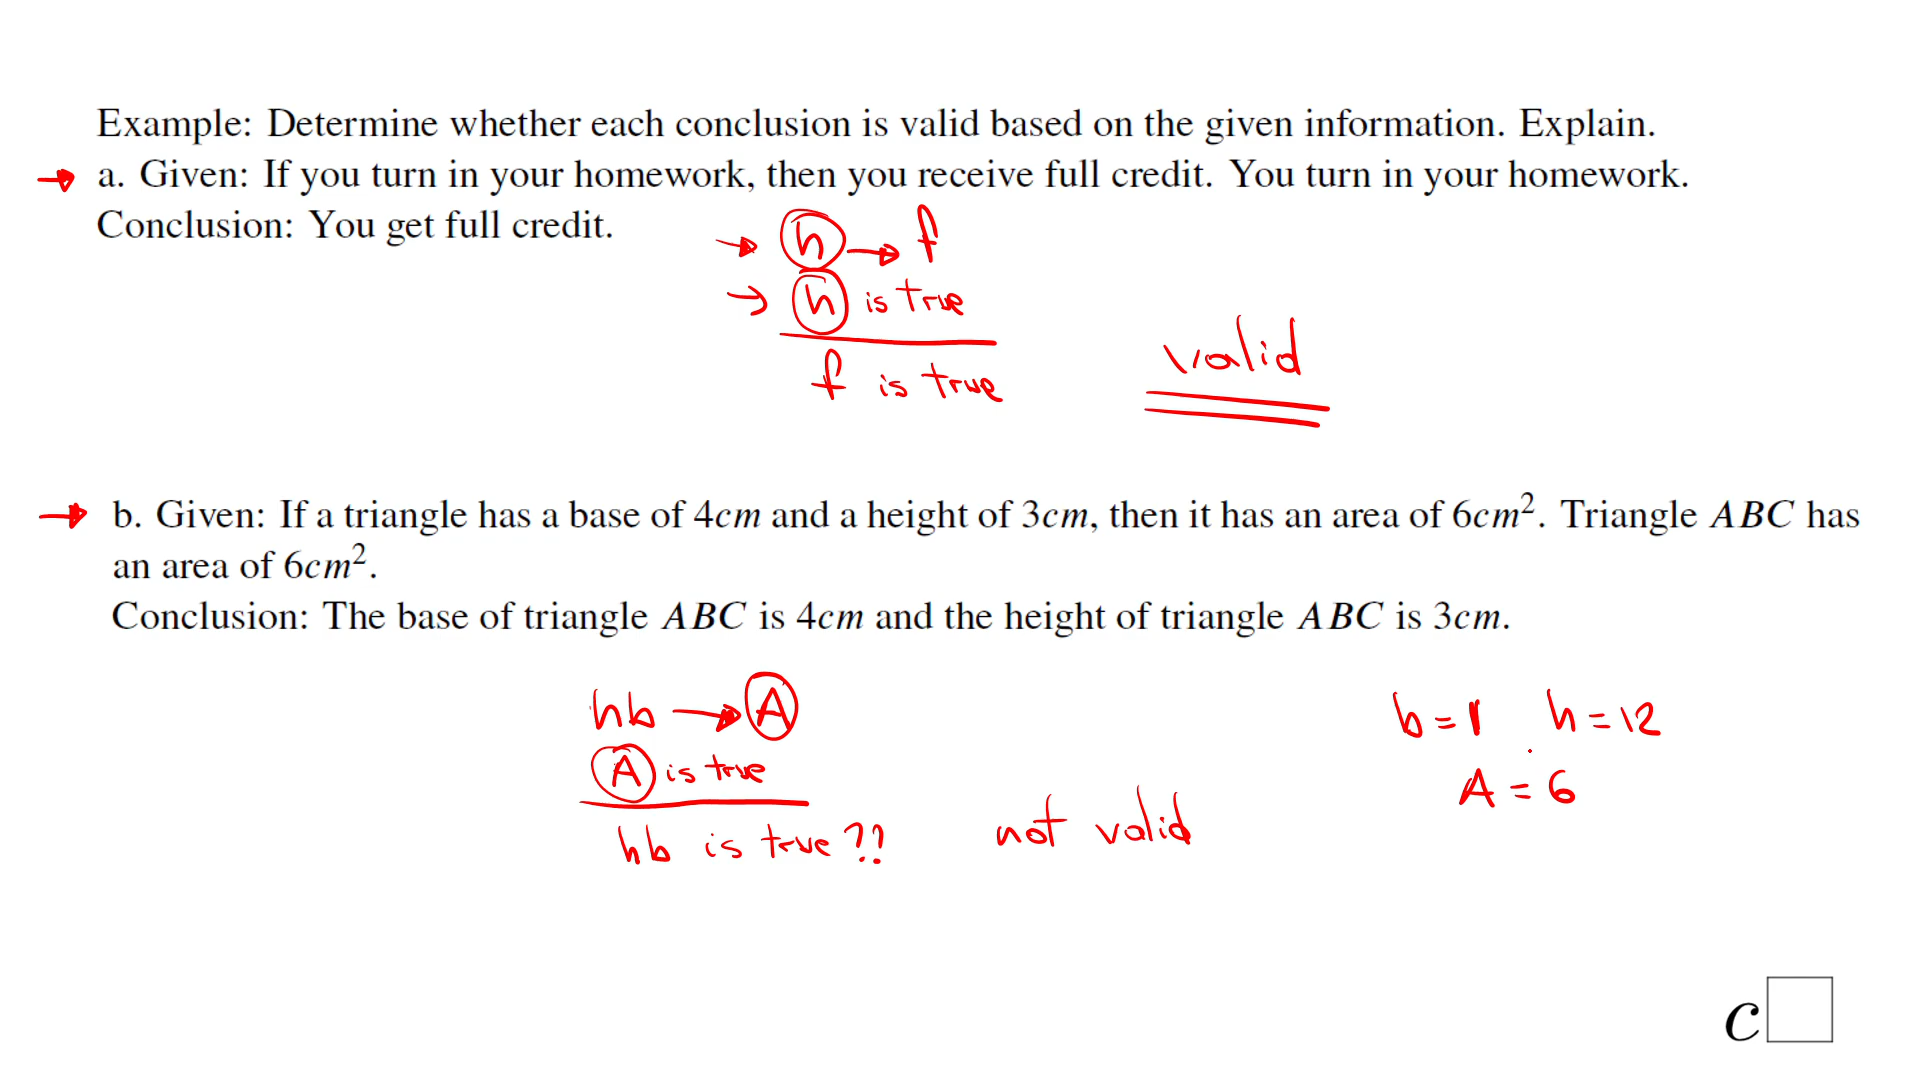 Example: Determine whether each conclusion is valid based on the given information. Explain.
a. Given: If you turn in your homework, then you receive full credit. You turn in your homework.
Conclusion: You get full credit.
h → f
h is true
f is true
valid
b. Given: If a triangle has a base of 4cm and a height of 3cm, then it has an area of 6cm². Triangle ABC has
an area of 6cm².
Conclusion: The base of triangle ABC is 4cm and the height of triangle ABC is 3cm.
hb → A
A is true
hb is true??
not valid
b = 1 h = 12
A = 6
C